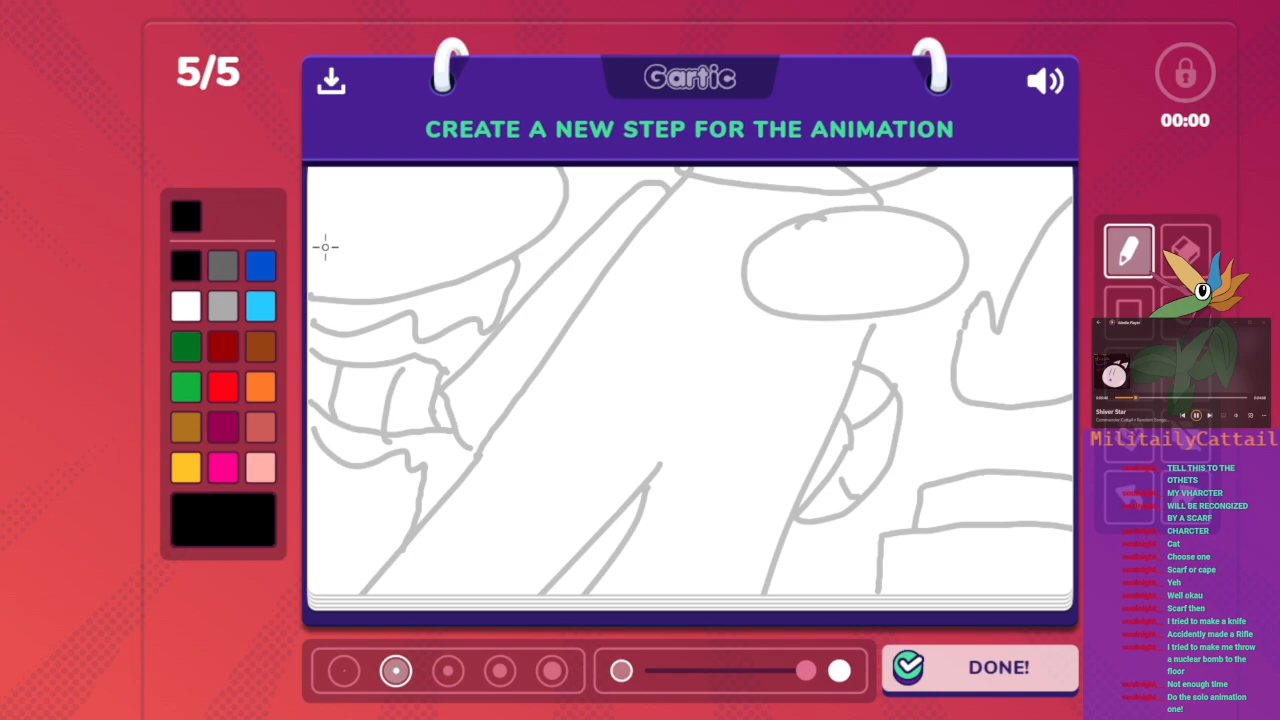 5/5
Gartic
CREATE A NEW STEP FOR THE ANIMATION
00:00
Shiver Star
MilitailyCattail
TELL THIS TO THE
OTHETS
MY VHARCTER
WILL BE RECONGIZED
BY A SCARF
CHARCTER
Cat
Choose one
Scarf or cape
Yeh
Well okau
Scarf then
I tried to make a knife
Accidently made a Rifle
I tried to make me throw
a nuclear bomb to the
floor
Not enough time
Do the solo animation
one!
DONE!